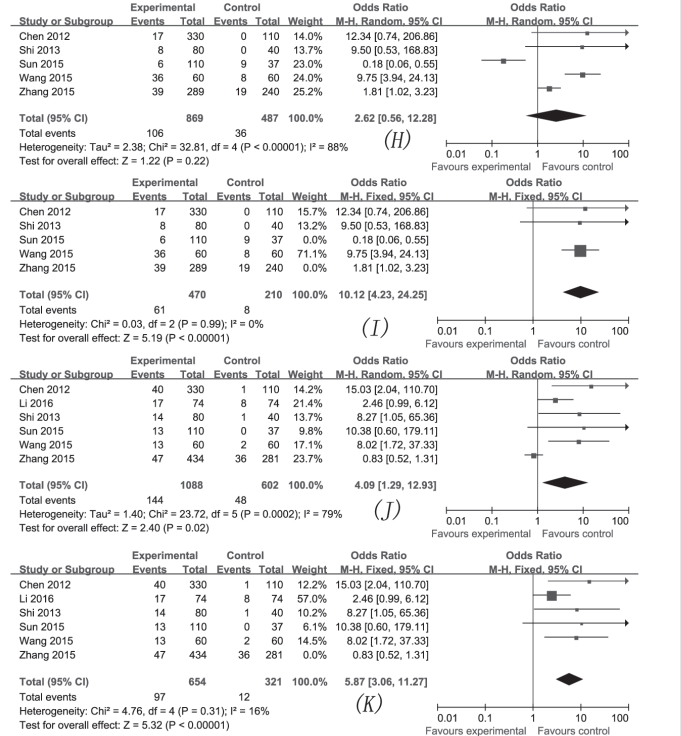 Experimental Control Odds Ratio Odds Ratio
Study or Subgroup Events Total Events Total Weight M-H. Random. 95% CI M-H. Random. 95% CI
Chen 2012 17 330 0 110 14.0% 12.34 [0.74, 206.86]
Shi 2013 8 80 0 40 13.7% 9.50 [0.53, 168.83]
Sun 2015 6 110 9 37 23.0% 0.18 [0.06, 0.55]
Wang 2015 36 60 8 60 24.0% 9.75 [3.94, 24.13]
Zhang 2015 39 289 19 240 25.2% 1.81 [1.02, 3.23]
Total (95% CI) 869 487 100.0% 2.62 [0.56, 12.28]
Total events 106 36
Heterogeneity: Tau² = 2.38; Chi² = 32.81, df = 4 (P < 0.00001); I² = 88%
Test for overall effect: Z = 1.22 (P = 0.22)
(H)
0.01 0.1 1 10 100
Favours experimental Favours control
Experimental Control Odds Ratio Odds Ratio
Study or Subgroup Events Total Events Total Weight M-H. Fixed. 95% CI M-H. Fixed. 95% CI
Chen 2012 17 330 0 110 15.7% 12.34 [0.74, 206.86]
Shi 2013 8 80 0 40 13.2% 9.50 [0.53, 168.83]
Sun 2015 6 110 9 37 0.0% 0.18 [0.06, 0.55]
Wang 2015 36 60 8 60 71.1% 9.75 [3.94, 24.13]
Zhang 2015 39 289 19 240 0.0% 1.81 [1.02, 3.23]
Total (95% CI) 470 210 100.0% 10.12 [4.23, 24.25]
Total events 61 8
Heterogeneity: Chi² = 0.03, df = 2 (P = 0.99); I² = 0%
Test for overall effect: Z = 5.19 (P < 0.00001)
(I)
0.01 0.1 1 10 100
Favours experimental Favours control
Experimental Control Odds Ratio Odds Ratio
Study or Subgroup Events Total Events Total Weight M-H. Random. 95% CI M-H. Random. 95% CI
Chen 2012 40 330 1 110 14.2% 15.03 [2.04, 110.70]
Li 2016 17 74 8 74 21.4% 2.46 [0.99, 6.12]
Shi 2013 14 80 1 40 13.7% 8.27 [1.05, 65.36]
Sun 2015 13 110 0 37 9.8% 10.38 [0.60, 179.11]
Wang 2015 13 60 2 60 17.1% 8.02 [1.72, 37.33]
Zhang 2015 47 434 36 281 23.7% 0.83 [0.52, 1.31]
Total (95% CI) 1088 602 100.0% 4.09 [1.29, 12.93]
Total events 144 48
Heterogeneity: Tau² = 1.40; Chi² = 23.72, df = 5 (P = 0.0002); I² = 79%
Test for overall effect: Z = 2.40 (P = 0.02)
(J)
0.01 0.1 1 10 100
Favours experimental Favours control
Experimental Control Odds Ratio Odds Ratio
Study or Subgroup Events Total Events Total Weight M-H. Fixed. 95% CI M-H. Fixed. 95% CI
Chen 2012 40 330 1 110 12.2% 15.03 [2.04, 110.70]
Li 2016 17 74 8 74 57.0% 2.46 [0.99, 6.12]
Shi 2013 14 80 1 40 10.2% 8.27 [1.05, 65.36]
Sun 2015 13 110 0 37 6.1% 10.38 [0.60, 179.11]
Wang 2015 13 60 2 60 14.5% 8.02 [1.72, 37.33]
Zhang 2015 47 434 36 281 0.0% 0.83 [0.52, 1.31]
Total (95% CI) 654 321 100.0% 5.87 [3.06, 11.27]
Total events 97 12
Heterogeneity: Chi² = 4.76, df = 4 (P = 0.31); I² = 16%
Test for overall effect: Z = 5.32 (P < 0.00001)
(K)
0.01 0.1 1 10 100
Favours experimental Favours control